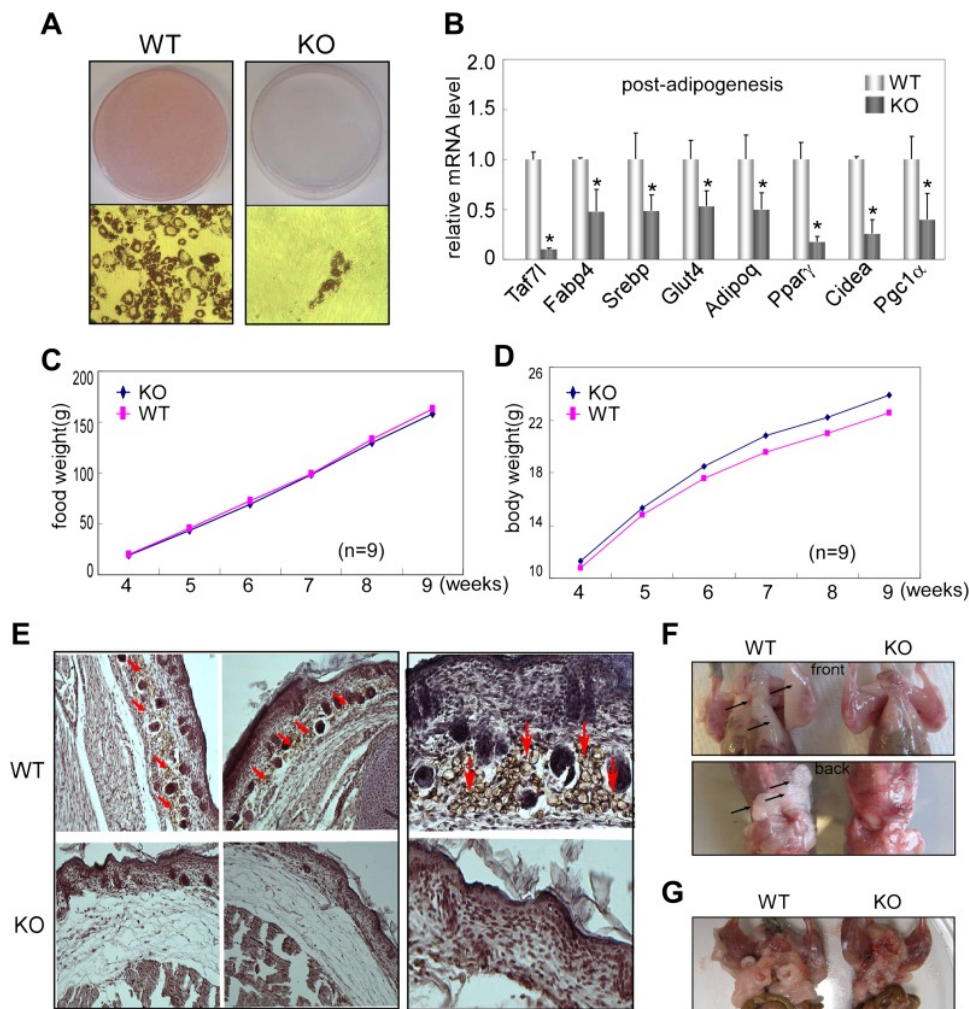 A
WT
KO
B
relative mRNA level
2.0
1.5
1.0
0.5
0
post-adipogenesis
WT
KO
*
*
*
*
*
*
*
*
Taf7l
Fabp4
Srebp
Glut4
Adipoq
Pparγ
Cidea
Pgc1α
C
food weight(g)
200
150
100
50
0
KO
WT
(n=9)
4 5 6 7 8 9 (weeks)
D
body weight(g)
26
22
18
14
10
KO
WT
(n=9)
4 5 6 7 8 9 (weeks)
E
WT
KO
F
WT
KO
front
back
G
WT
KO